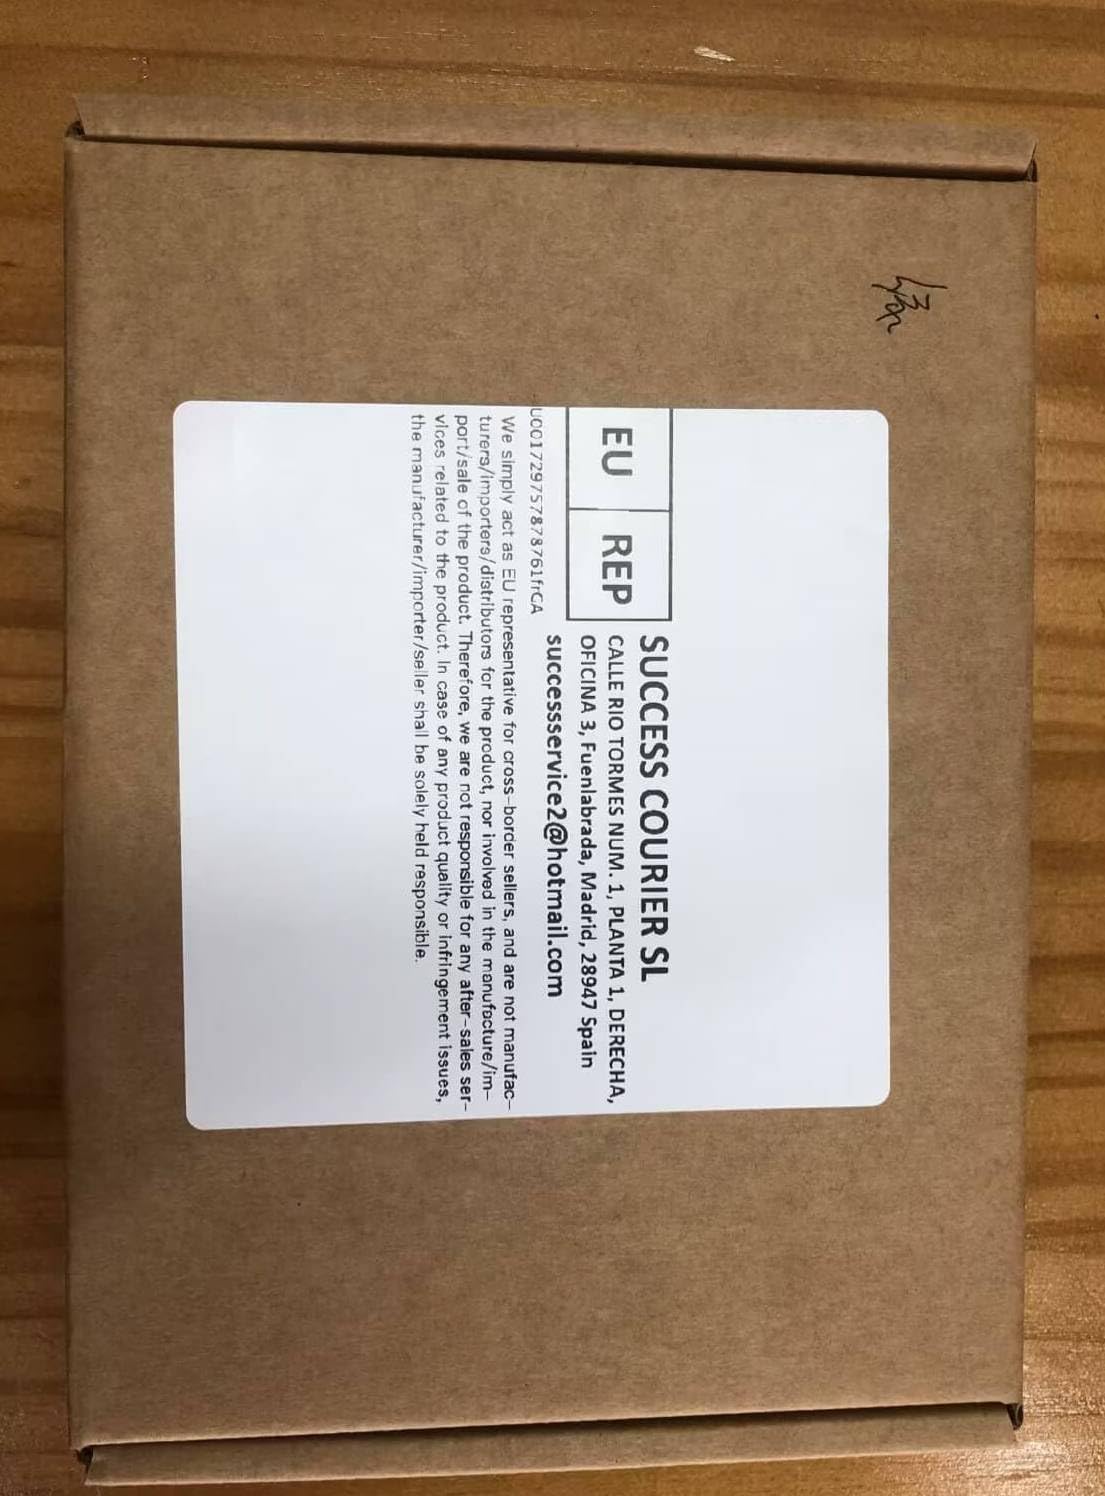 EU REP
SUCCESS COURIER SL
CALLE RIO TORMES NUM. 1, PLANTA 1, DERECHA,
OFICINA 3, Fuenlabrada, Madrid, 28947 Spain
successservice2@hotmail.com
U001729757878761frGA
We simply act as EU representative for cross-border sellers, and are not manufac-
turers/importers/distributors for the product, nor involved in the manufacture/im-
port/sale of the product. Therefore, we are not responsible for any after-sales ser-
vices related to the product. In case of any product quality or infringement issues,
the manufacturer/importer/seller shall be solely held responsible.